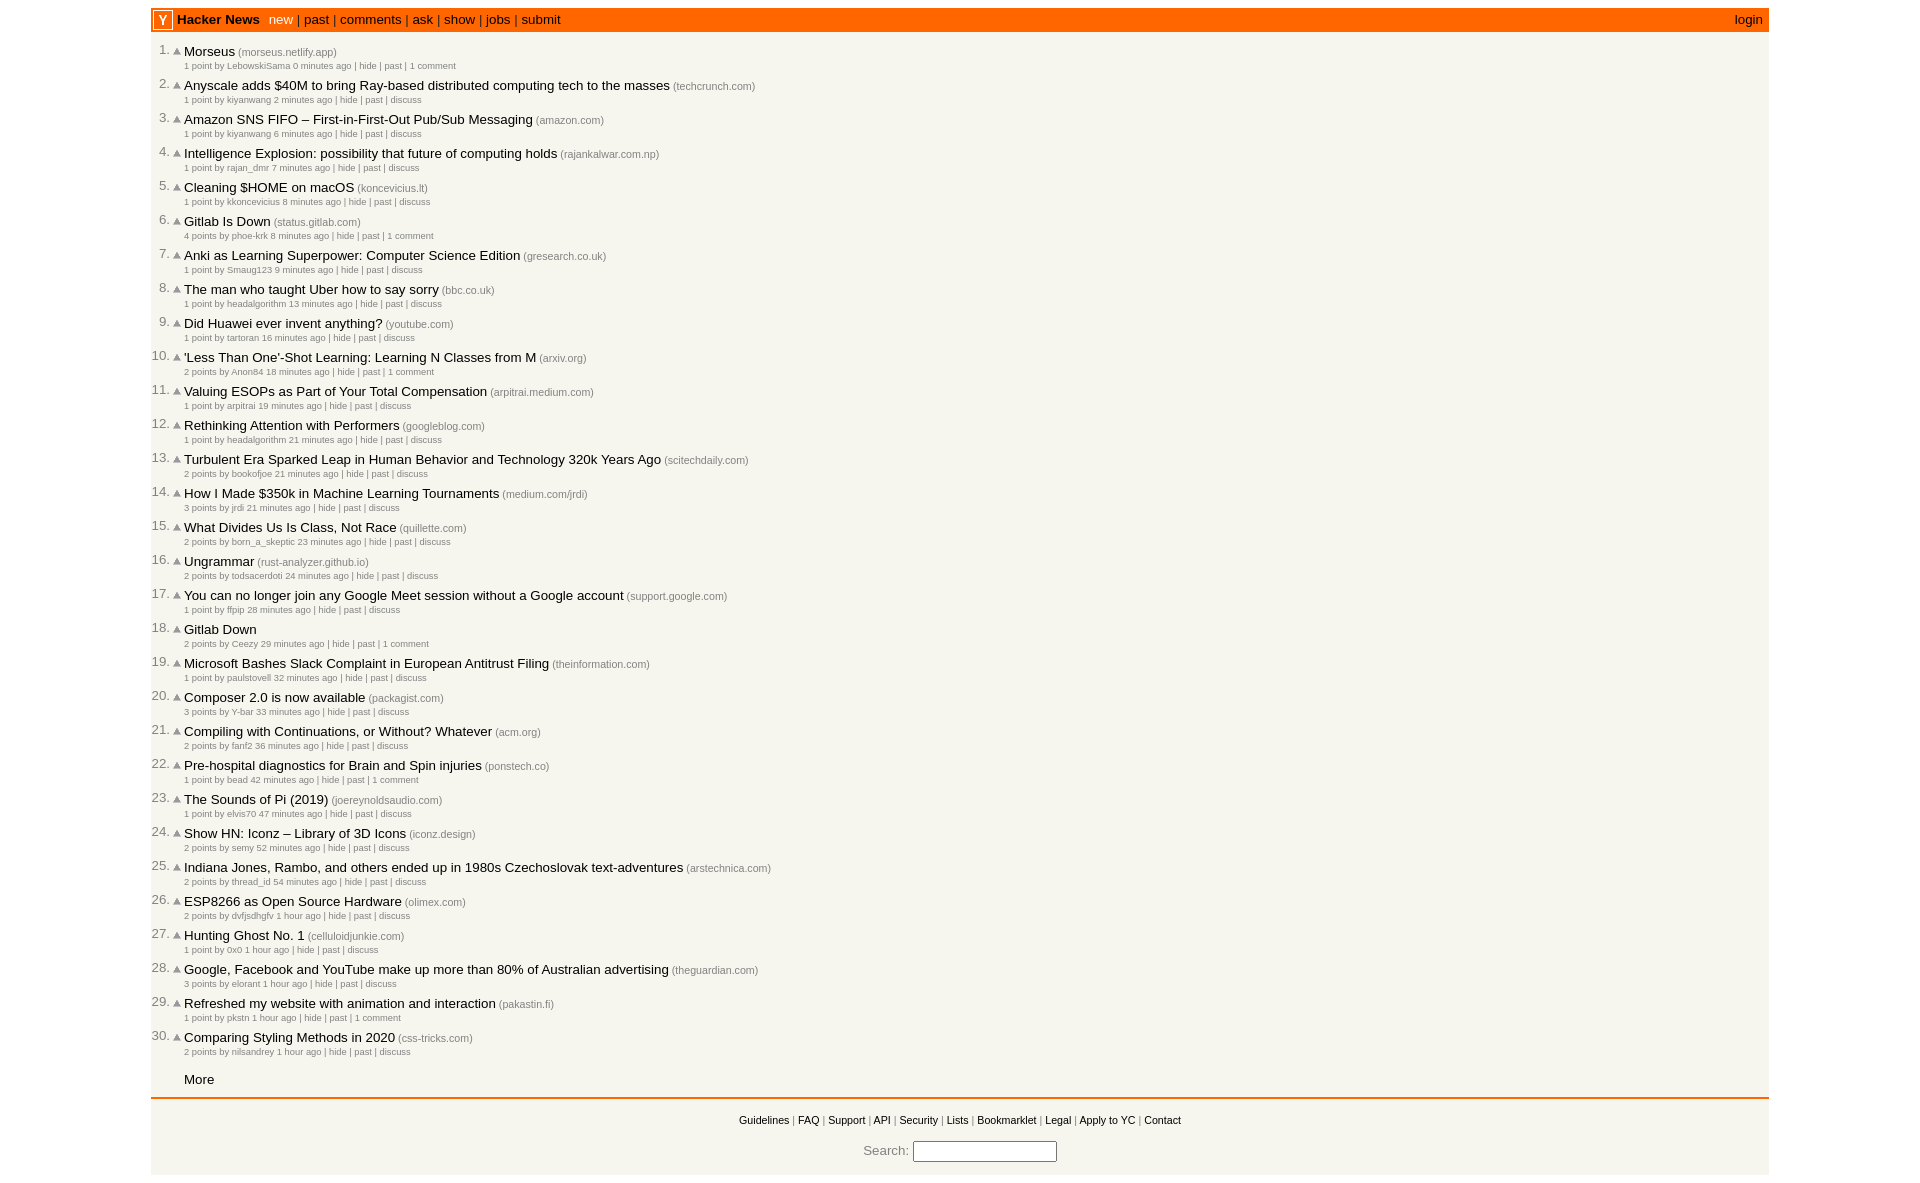 Y Hacker News new | past | comments | ask | show | jobs | submit login
1. Morseus (morseus.netlify.app)
1 point by LebowskiSama 0 minutes ago | hide | past | 1 comment
2. Anyscale adds $40M to bring Ray-based distributed computing tech to the masses (techcrunch.com)
1 point by kiyanwang 2 minutes ago | hide | past | discuss
3. Amazon SNS FIFO – First-in-First-Out Pub/Sub Messaging (amazon.com)
1 point by kiyanwang 6 minutes ago | hide | past | discuss
4. Intelligence Explosion: possibility that future of computing holds (rajankalwar.com.np)
1 point by rajan_dmr 7 minutes ago | hide | past | discuss
5. Cleaning $HOME on macOS (koncevicius.lt)
1 point by kkoncevicius 8 minutes ago | hide | past | discuss
6. Gitlab Is Down (status.gitlab.com)
4 points by phoe-krk 8 minutes ago | hide | past | 1 comment
7. Anki as Learning Superpower: Computer Science Edition (gresearch.co.uk)
1 point by Smaug123 9 minutes ago | hide | past | discuss
8. The man who taught Uber how to say sorry (bbc.co.uk)
1 point by headalgorithm 13 minutes ago | hide | past | discuss
9. Did Huawei ever invent anything? (youtube.com)
1 point by tartoran 16 minutes ago | hide | past | discuss
10. 'Less Than One'-Shot Learning: Learning N Classes from M (arxiv.org)
2 points by Anon84 18 minutes ago | hide | past | 1 comment
11. Valuing ESOPs as Part of Your Total Compensation (arpitrai.medium.com)
1 point by arpitrai 19 minutes ago | hide | past | discuss
12. Rethinking Attention with Performers (googleblog.com)
1 point by headalgorithm 21 minutes ago | hide | past | discuss
13. Turbulent Era Sparked Leap in Human Behavior and Technology 320k Years Ago (scitechdaily.com)
2 points by bookofjoe 21 minutes ago | hide | past | discuss
14. How I Made $350k in Machine Learning Tournaments (medium.com/jrdi)
3 points by jrdi 21 minutes ago | hide | past | discuss
15. What Divides Us Is Class, Not Race (quillette.com)
2 points by born_a_skeptic 23 minutes ago | hide | past | discuss
16. Ungrammar (rust-analyzer.github.io)
2 points by todsacerdoti 24 minutes ago | hide | past | discuss
17. You can no longer join any Google Meet session without a Google account (support.google.com)
1 point by ffpip 28 minutes ago | hide | past | discuss
18. Gitlab Down
2 points by Ceezy 29 minutes ago | hide | past | 1 comment
19. Microsoft Bashes Slack Complaint in European Antitrust Filing (theinformation.com)
1 point by paulstovell 32 minutes ago | hide | past | discuss
20. Composer 2.0 is now available (packagist.com)
3 points by Y-bar 33 minutes ago | hide | past | discuss
21. Compiling with Continuations, or Without? Whatever (acm.org)
2 points by fanf2 36 minutes ago | hide | past | discuss
22. Pre-hospital diagnostics for Brain and Spin injuries (ponstech.co)
1 point by bead 42 minutes ago | hide | past | 1 comment
23. The Sounds of Pi (2019) (joereynoldsaudio.com)
1 point by elvis70 47 minutes ago | hide | past | discuss
24. Show HN: Iconz – Library of 3D Icons (iconz.design)
2 points by semy 52 minutes ago | hide | past | discuss
25. Indiana Jones, Rambo, and others ended up in 1980s Czechoslovak text-adventures (arstechnica.com)
2 points by thread_id 54 minutes ago | hide | past | discuss
26. ESP8266 as Open Source Hardware (olimex.com)
2 points by dvfjsdhgfv 1 hour ago | hide | past | discuss
27. Hunting Ghost No. 1 (celluloidjunkie.com)
1 point by 0x0 1 hour ago | hide | past | discuss
28. Google, Facebook and YouTube make up more than 80% of Australian advertising (theguardian.com)
3 points by elorant 1 hour ago | hide | past | discuss
29. Refreshed my website with animation and interaction (pakastin.fi)
1 point by pkstn 1 hour ago | hide | past | 1 comment
30. Comparing Styling Methods in 2020 (css-tricks.com)
2 points by nilsandrey 1 hour ago | hide | past | discuss
More
Guidelines | FAQ | Support | API | Security | Lists | Bookmarklet | Legal | Apply to YC | Contact
Search: